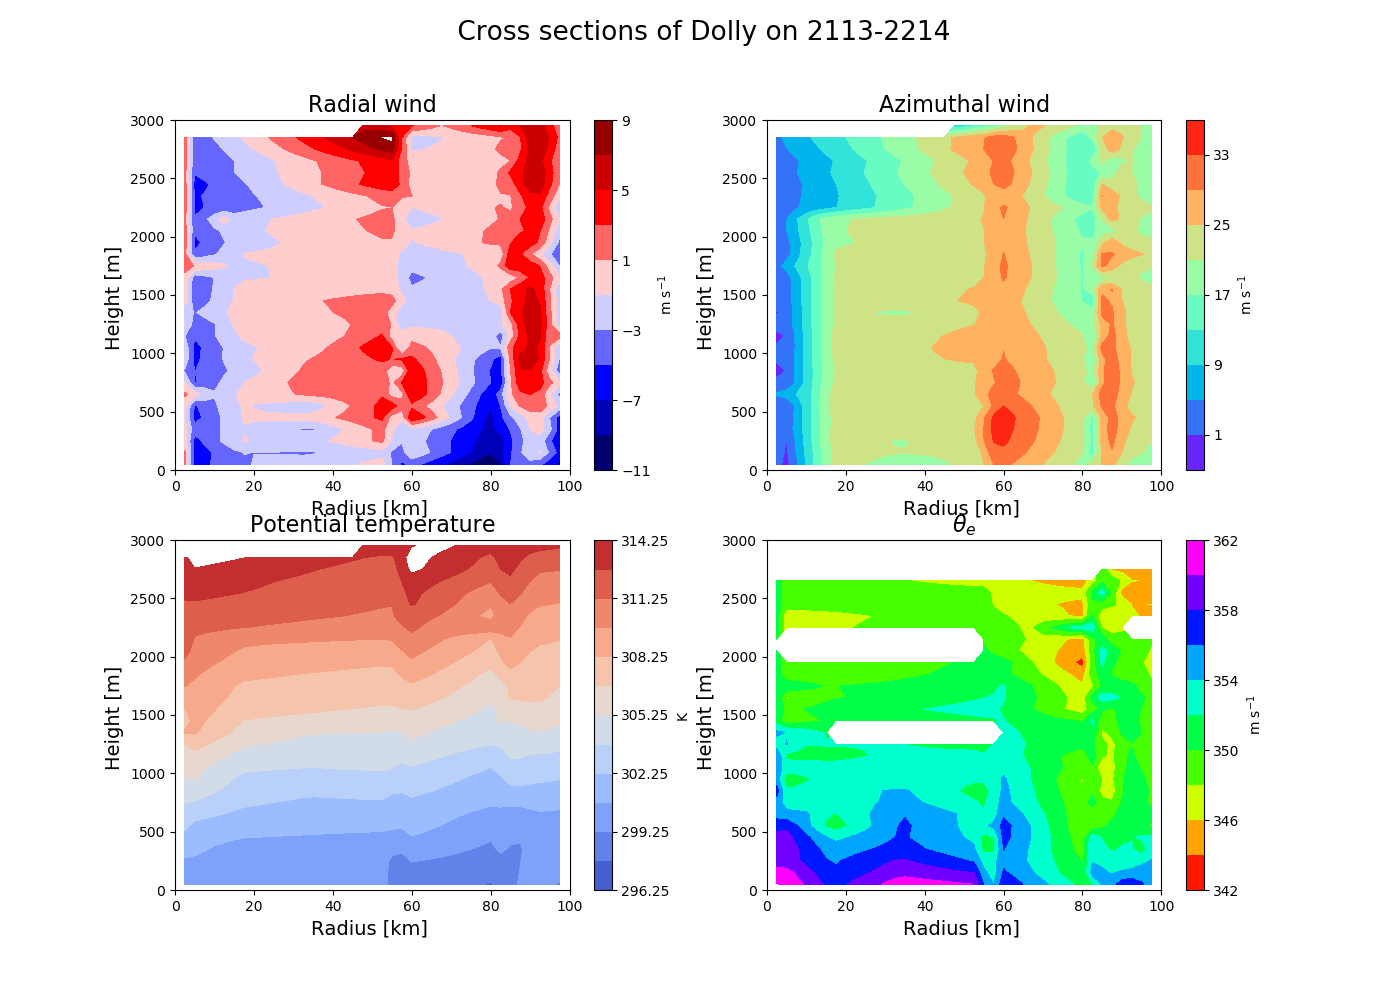 Cross sections of Dolly on 2113-2214
Radial wind
3000
2500
2000
1500
1000
500
0
Height [m]
0 20 40 60 80 100
Radius [km]
9
5
1
−3
−7
−11
m s⁻¹
Azimuthal wind
3000
2500
2000
1500
1000
500
0
Height [m]
0 20 40 60 80 100
Radius [km]
33
25
17
9
1
m s⁻¹
Potential temperature
3000
2500
2000
1500
1000
500
0
Height [m]
0 20 40 60 80 100
Radius [km]
314.25
311.25
308.25
305.25
302.25
299.25
296.25
K
θₑ
3000
2500
2000
1500
1000
500
0
Height [m]
0 20 40 60 80 100
Radius [km]
362
358
354
350
346
342
m s⁻¹